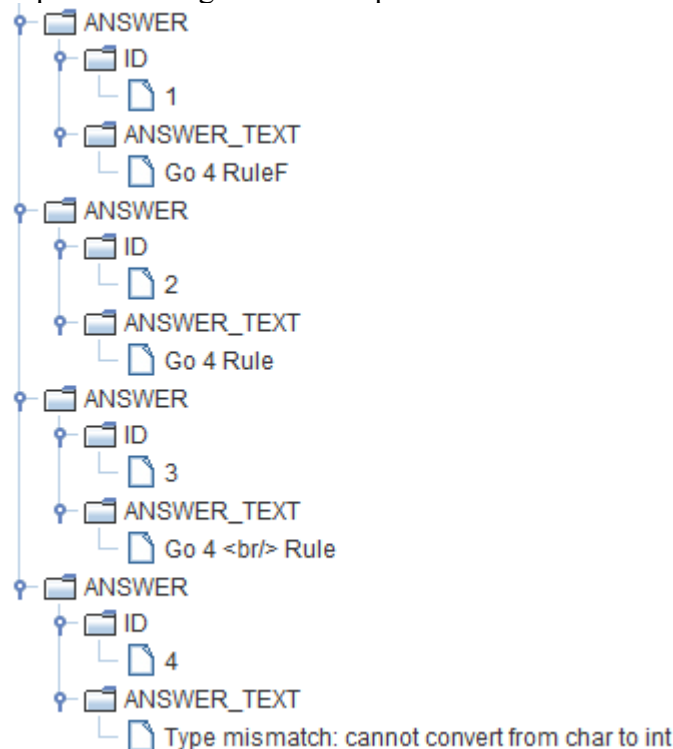 ANSWER
ID
1
ANSWER_TEXT
Go 4 RuleF
ANSWER
ID
2
ANSWER_TEXT
Go 4 Rule
ANSWER
ID
3
ANSWER_TEXT
Go 4 <br/> Rule
ANSWER
ID
4
ANSWER_TEXT
Type mismatch: cannot convert from char to int